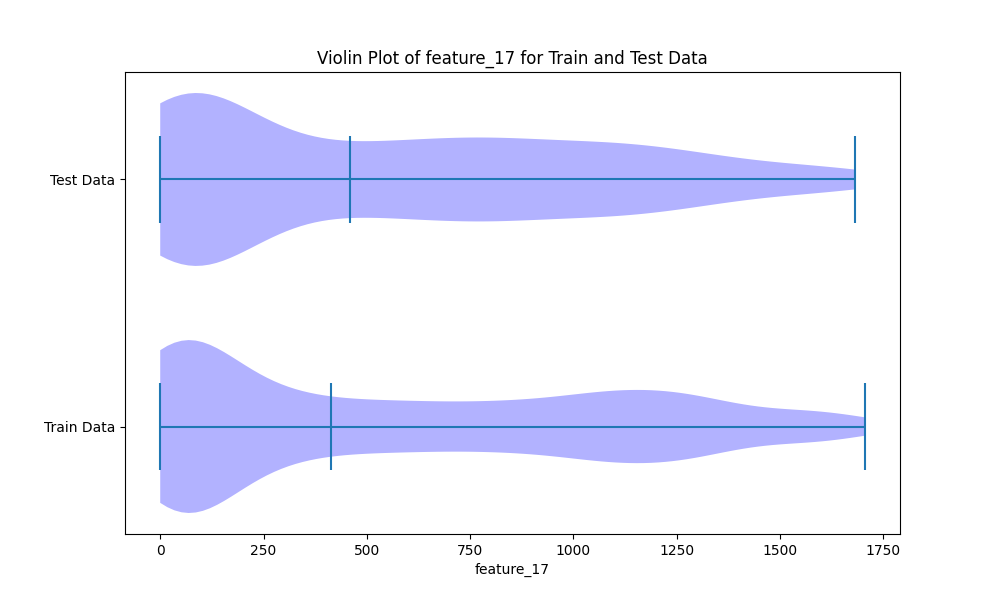 Violin Plot of feature_17 for Train and Test Data
Test Data
Train Data
0 250 500 750 1000 1250 1500 1750
feature_17